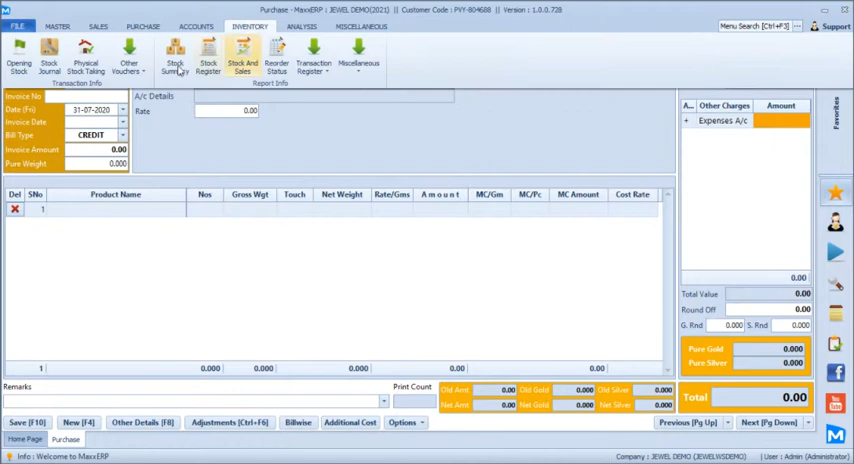 Purchase - MaxxERP : JEWEL DEMO(2021) || Customer Code : PVY-804688 || Version : 1.0.0.728
FILE MASTER SALES PURCHASE ACCOUNTS INVENTORY ANALYSIS MISCELLANEOUS
Menu Search [Ctrl+F3] ... Support
Opening Stock
Stock Journal
Physical Stock Taking
Other Vouchers
Stock Summary
Stock Register
Stock And Sales
Reorder Status
Transaction Register
Miscellaneous
Transaction Info
Report Info
Invoice No
Date (Fri) 31-07-2020
Invoice Date
Bill Type CREDIT
Invoice Amount 0.00
Pure Weight 0.000
A/c Details
Rate 0.00
A... Other Charges Amount
+ Expenses A/c
Favorites
Del SNo Product Name Nos Gross Wgt Touch Net Weight Rate/Gms A m o u n t MC/Gm MC/Pc MC Amount Cost Rate
1
0.00
Total Value 0.00
Round Off 0.00
G. Rnd 0.000 S. Rnd 0.000
Pure Gold 0.000
Pure Silver 0.000
1 0.000 0.000 0.000 0.00 0.00
Remarks
Print Count
Old Amt 0.00 Old Gold 0.000 Old Silver 0.000
Net Amt 0.00 Net Gold 0.000 Net Silver 0.000
Total 0.00
Save [F10] New [F4] Other Details [F8] Adjustments [Ctrl+F6] Billwise Additional Cost Options
Previous [Pg Up] Next [Pg Down]
Home Page Purchase
You Tube
Info : Welcome to MaxxERP
Company : JEWEL DEMO (JEWELWSDEMO) User : Admin (Administrator)